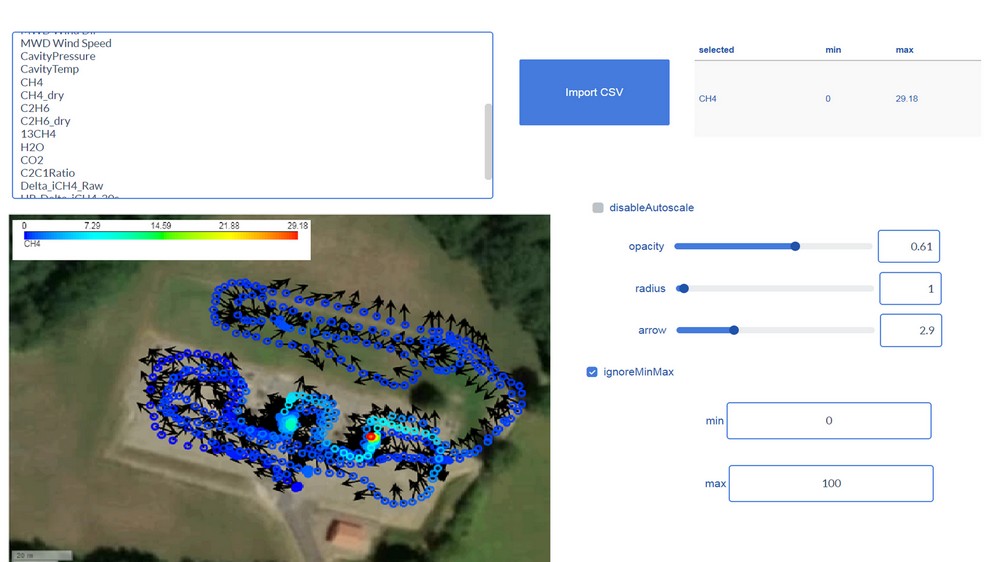 MWD Wind Speed
CavityPressure
CavityTemp
CH4
CH4_dry
C2H6
C2H6_dry
13CH4
H2O
CO2
C2C1Ratio
Delta_iCH4_Raw
Import CSV
selected min max
CH4 0 29.18
0 7.29 14.59 21.88 29.18
CH4
disableAutoscale
opacity 0.61
radius 1
arrow 2.9
ignoreMinMax
min 0
max 100
20 m